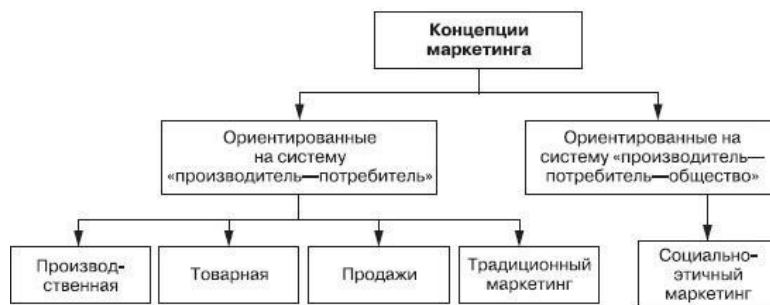 Концепции
маркетинга
Ориентированные
на систему
«производитель—потребитель»
Ориентированные на
систему «производитель—
потребитель—общество»
Производ-
ственная
Товарная
Продажи
Традиционный
маркетинг
Социально-
этичный
маркетинг